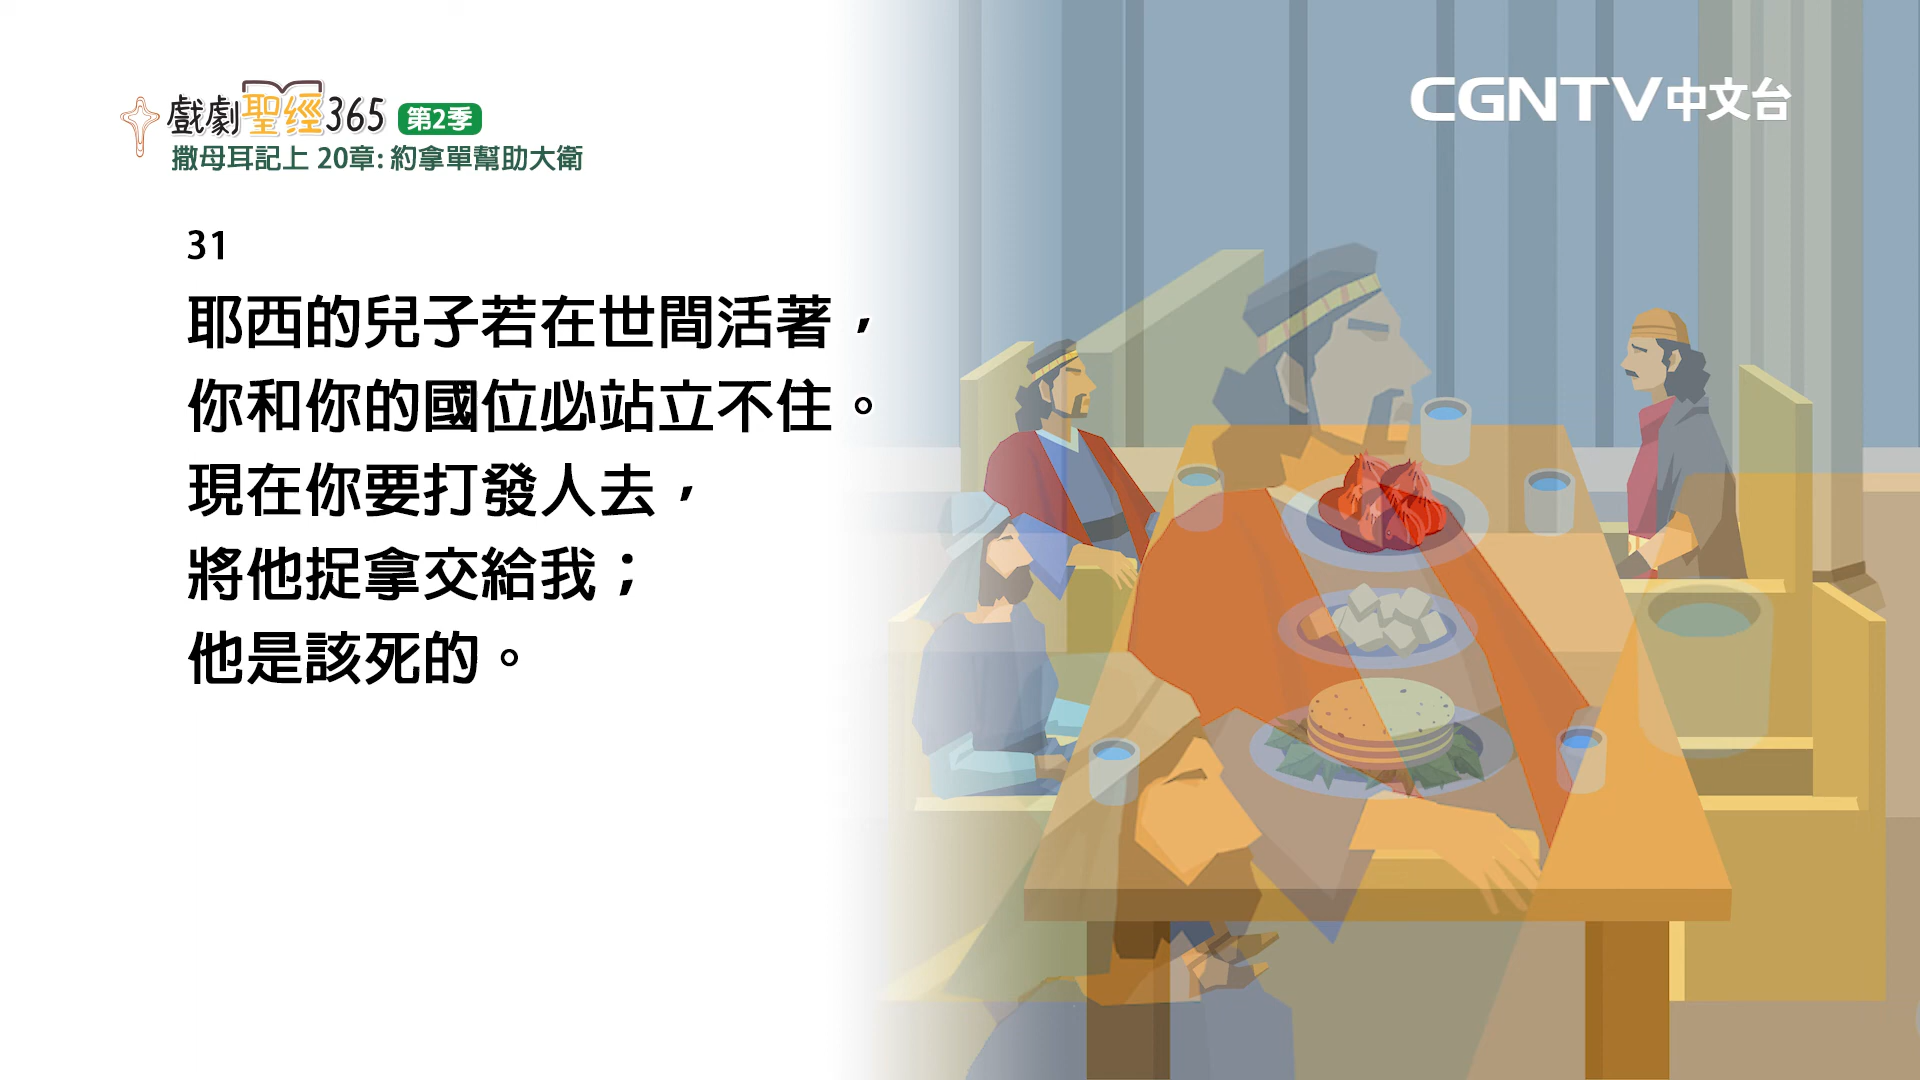 戲劇聖經365 第2季
CGNTV中文台
撒母耳記上 20章: 約拿單幫助大衛
31
耶西的兒子若在世間活著，
你和你的國位必站立不住。
現在你要打發人去，
將他捉拿交給我；
他是該死的。